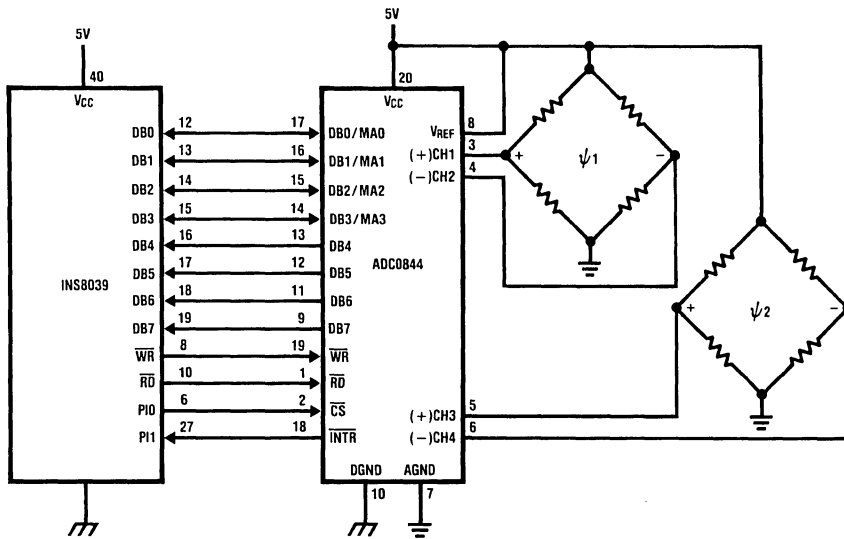 5V
40
VCC
INS8039
DB0 12 17 DB0/MA0
DB1 13 16 DB1/MA1
DB2 14 15 DB2/MA2
DB3 15 14 DB3/MA3
DB4 16 13 DB4
DB5 17 12 DB5
DB6 18 11 DB6
DB7 19 9 DB7
WR 8 19 WR
RD 10 1 RD
PI0 6 2 CS
PI1 27 18 INTR
5V
20
VCC
ADC0844
VREF 8
(+)CH1 3
(−)CH2 4
(+)CH3 5
(−)CH4 6
DGND AGND
10 7
+ ψ1 −
+ ψ2 −